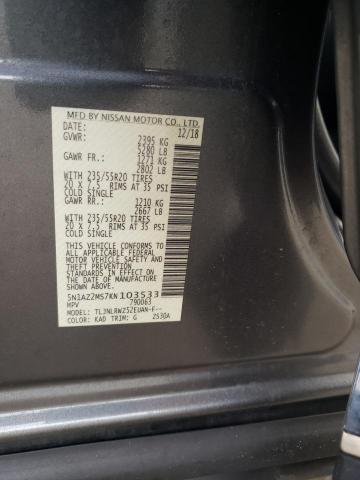 MFD BY NISSAN MOTOR CO., LTD.
DATE: 12/18
GVWR: 2395 KG
5280 LB
GAWR FR.: 1271 KG
2802 LB
WITH 235/55R20 TIRES
20 X 7.5 RIMS AT 35 PSI
COLD SINGLE
GAWR RR.: 1210 KG
2667 LB
WITH 235/55R20 TIRES
20 X 7.5 RIMS AT 35 PSI
COLD SINGLE
THIS VEHICLE CONFORMS TO
ALL APPLICABLE FEDERAL
MOTOR VEHICLE SAFETY
STANDARDS IN EFFECT ON
THE DATE OF MANUFACTURE
SHOWN ABOVE.
5N1AZ2MS7KN103533
MPV 790063
MODEL: TLJNLRWZ5ZEUAN-E--
COLOR: KAD TRIM: G 2530A